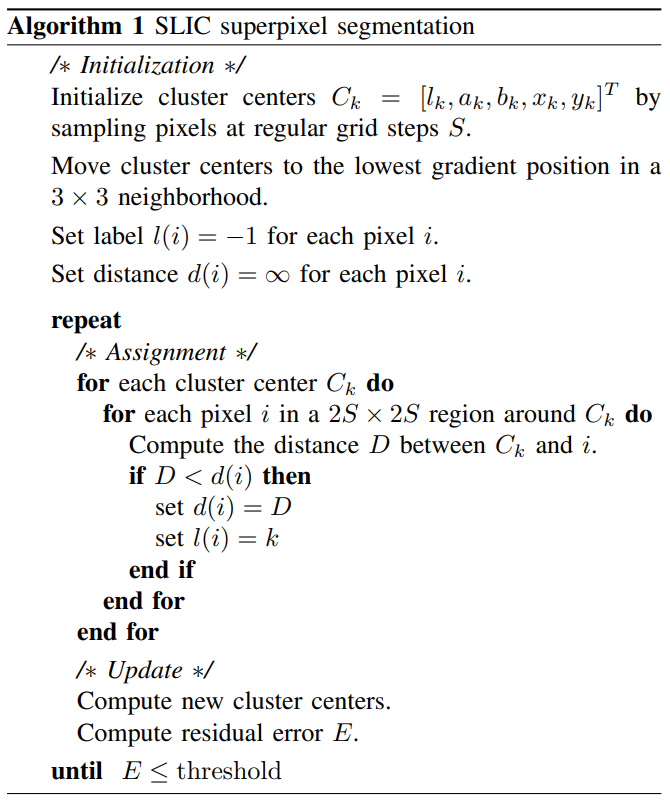 Algorithm 1 SLIC superpixel segmentation
/∗ Initialization ∗/
Initialize cluster centers C_k = [l_k, a_k, b_k, x_k, y_k]^T by
sampling pixels at regular grid steps S.
Move cluster centers to the lowest gradient position in a
3 × 3 neighborhood.
Set label l(i) = −1 for each pixel i.
Set distance d(i) = ∞ for each pixel i.
repeat
/∗ Assignment ∗/
for each cluster center C_k do
for each pixel i in a 2S × 2S region around C_k do
Compute the distance D between C_k and i.
if D < d(i) then
set d(i) = D
set l(i) = k
end if
end for
end for
/∗ Update ∗/
Compute new cluster centers.
Compute residual error E.
until E ≤ threshold